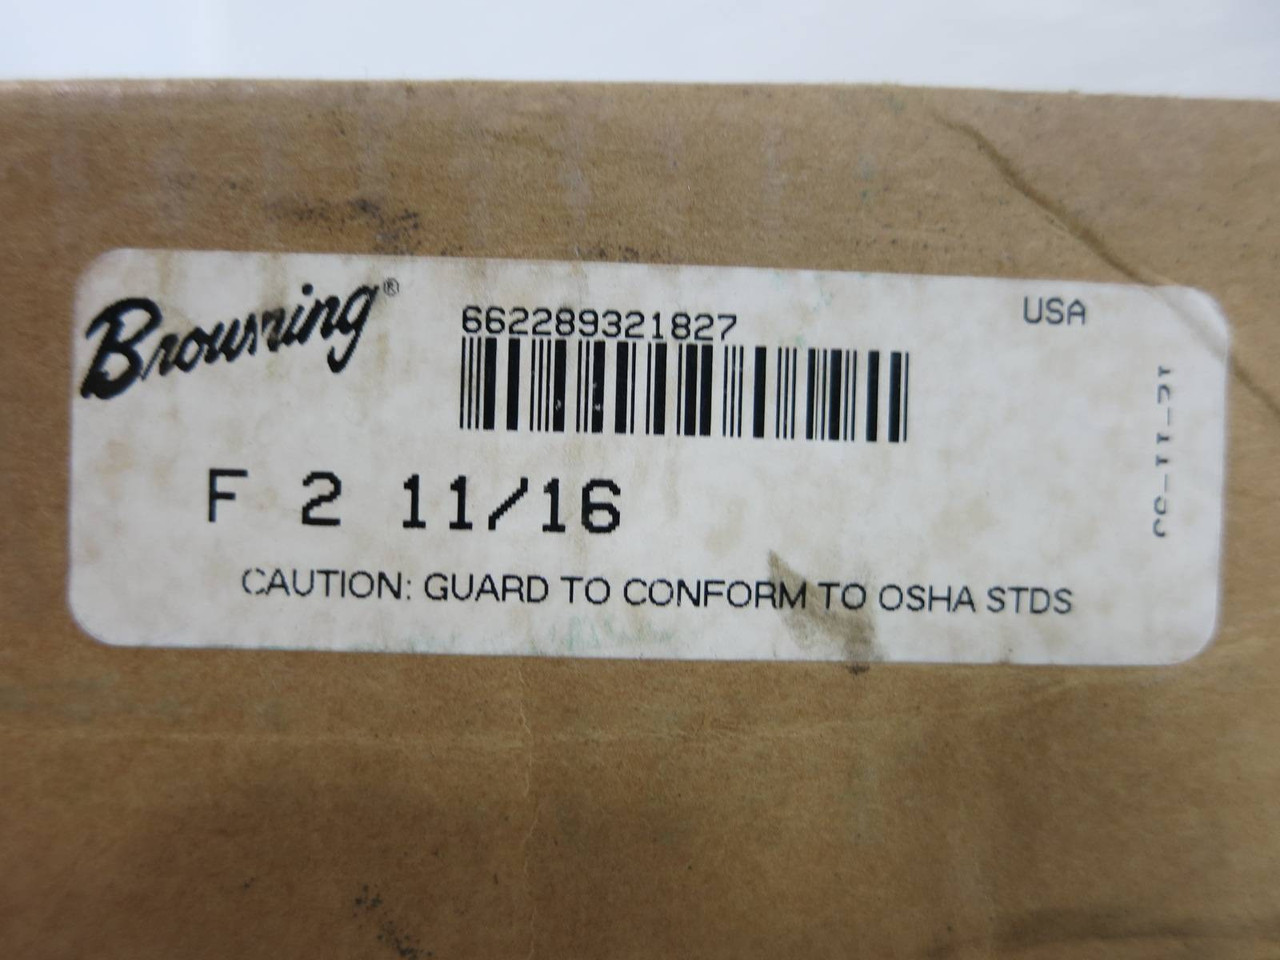 Browning®
662289321827
USA
F 2 11/16
CAUTION: GUARD TO CONFORM TO OSHA STDS